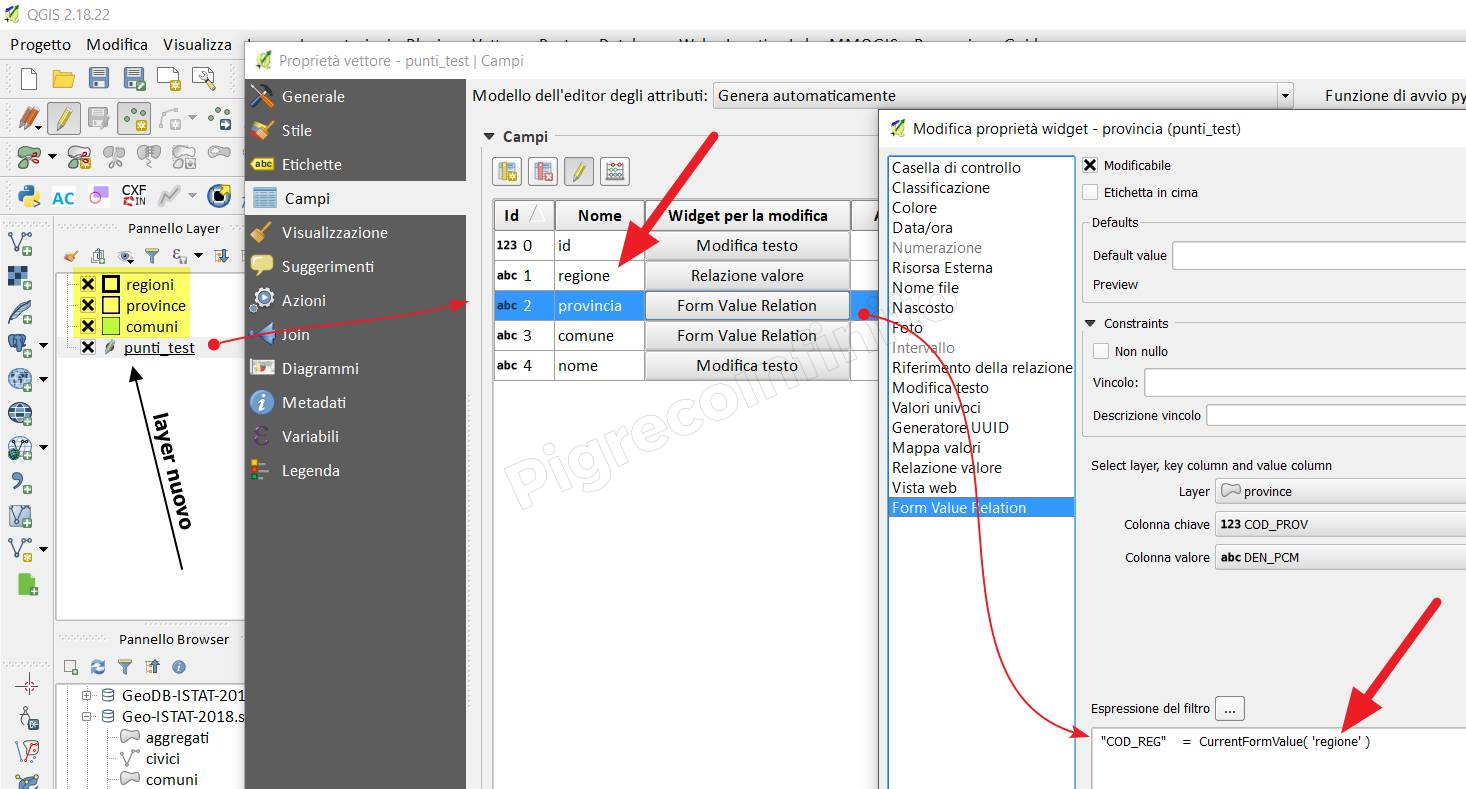 QGIS 2.18.22
Progetto Modifica Visualizza
Proprietà vettore - punti_test | Campi
Generale
Stile
Etichette
Campi
Visualizzazione
Suggerimenti
Azioni
Join
Diagrammi
Metadati
Variabili
Legenda
AC
CXF
IN
Pannello Layer
regioni
province
comuni
punti_test
layer nuovo
Pannello Browser
GeoDB-ISTAT-201
Geo-ISTAT-2018.s
aggregati
civici
comuni
Modello dell'editor degli attributi: Genera automaticamente Funzione di avvio py
Campi
Id Nome Widget per la modifica
123 0 id Modifica testo
abc 1 regione Relazione valore
abc 2 provincia Form Value Relation
abc 3 comune Form Value Relation
abc 4 nome Modifica testo
Pigrecoinfinito
Modifica proprietà widget - provincia (punti_test)
Casella di controllo
Classificazione
Colore
Data/ora
Numerazione
Risorsa Esterna
Nome file
Nascosto
Foto
Intervallo
Riferimento della relazione
Modifica testo
Valori univoci
Generatore UUID
Mappa valori
Relazione valore
Vista web
Form Value Relation
Modificabile
Etichetta in cima
Defaults
Default value
Preview
Constraints
Non nullo
Vincolo:
Descrizione vincolo
Select layer, key column and value column
Layer province
Colonna chiave 123 COD_PROV
Colonna valore abc DEN_PCM
Espressione del filtro ...
"COD_REG" = CurrentFormValue( 'regione' )